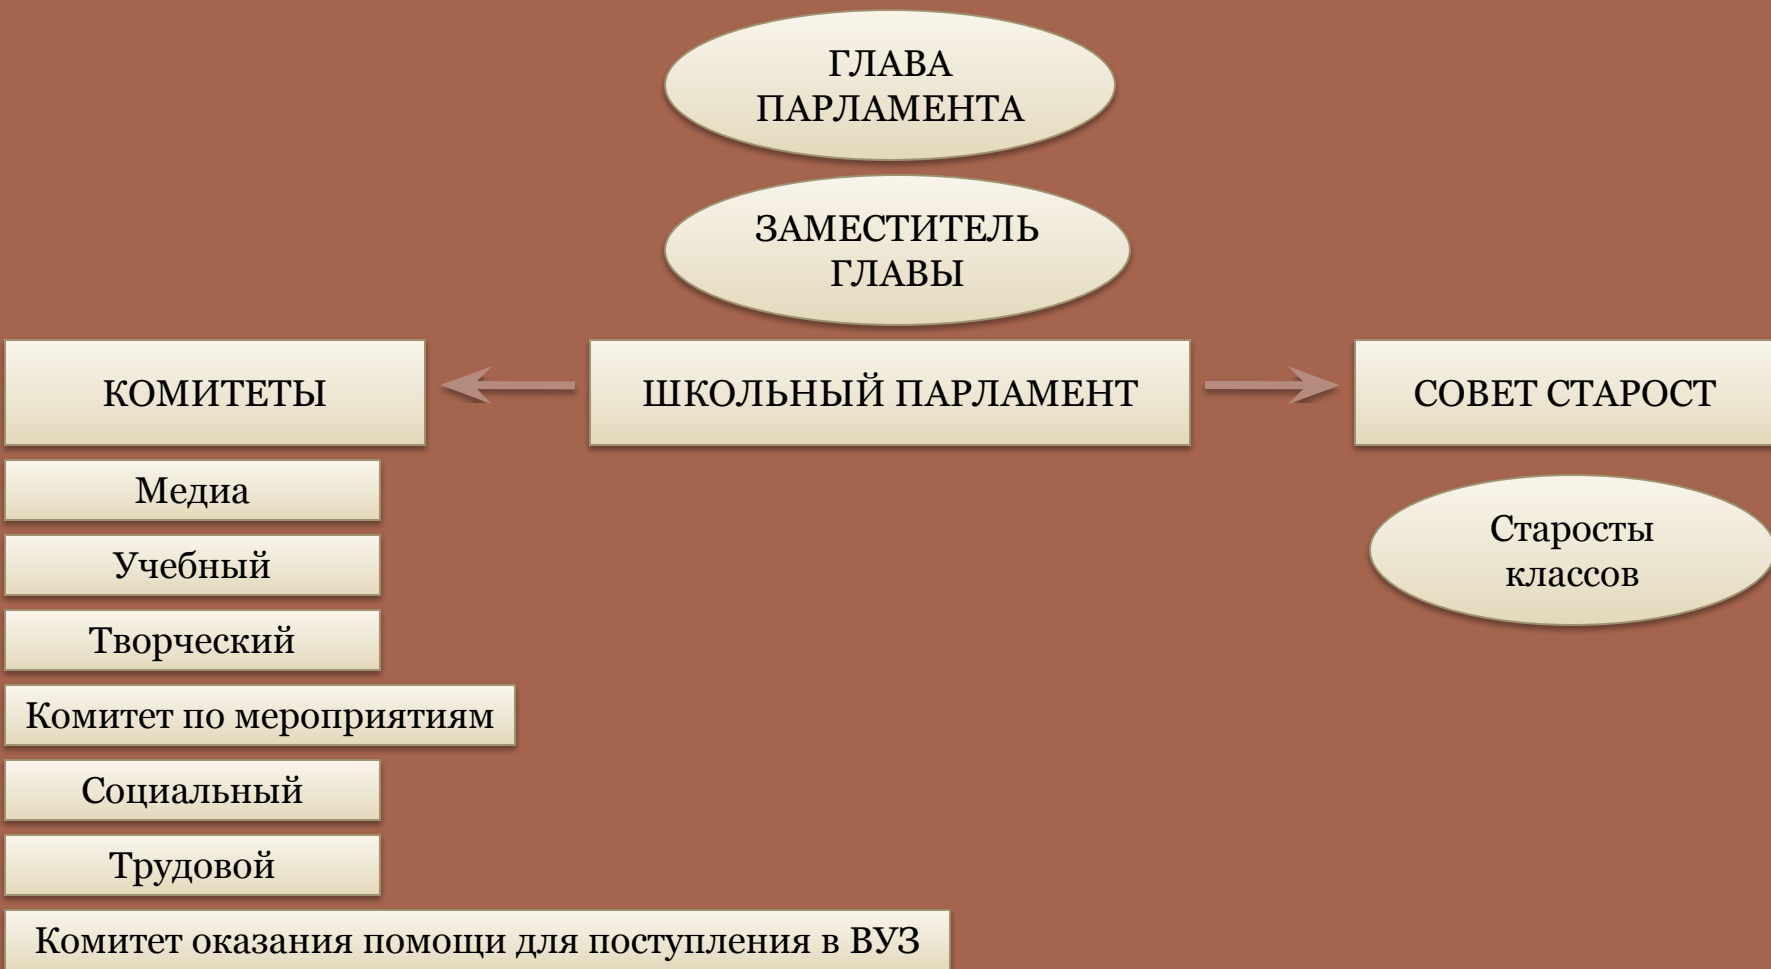 ГЛАВА
ПАРЛАМЕНТА
ЗАМЕСТИТЕЛЬ
ГЛАВЫ
КОМИТЕТЫ
ШКОЛЬНЫЙ ПАРЛАМЕНТ
СОВЕТ СТАРОСТ
Медиа
Учебный
Творческий
Комитет по мероприятиям
Социальный
Трудовой
Комитет оказания помощи для поступления в ВУЗ
Старосты
классов